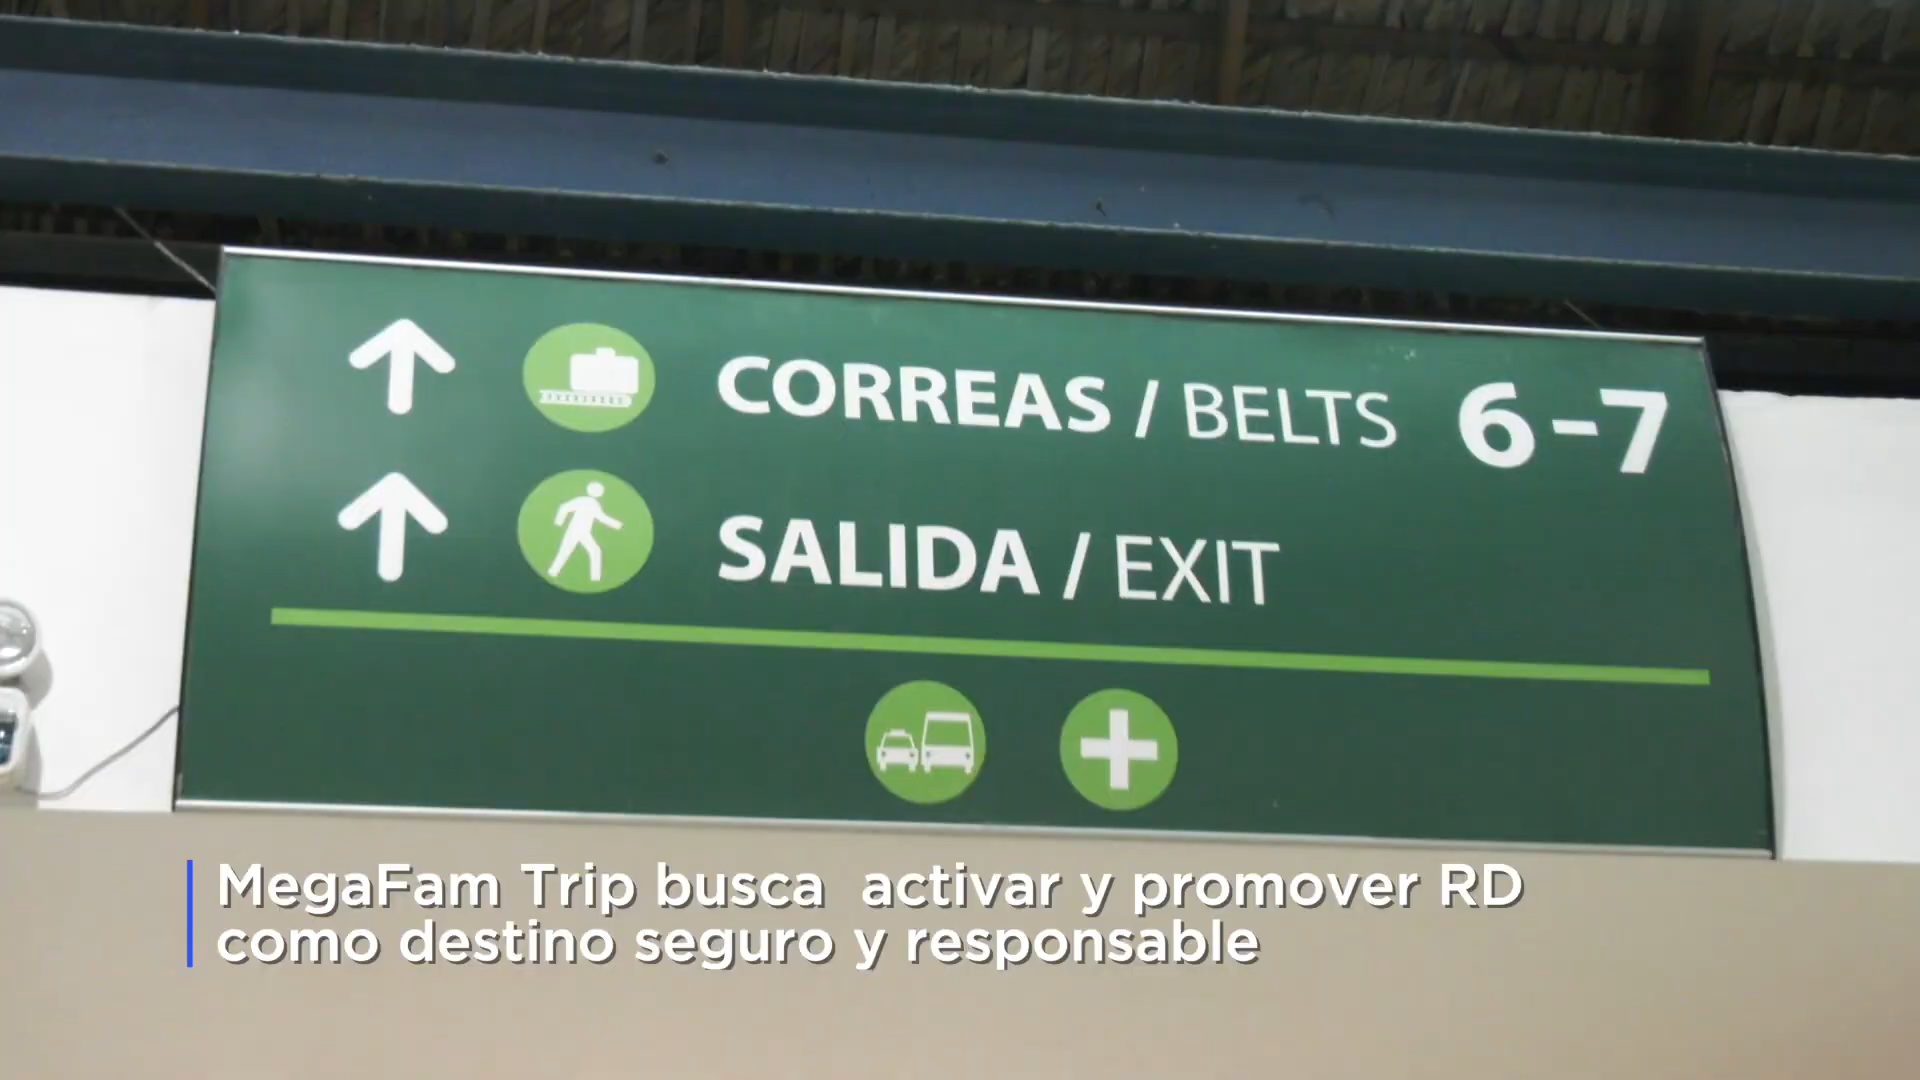 CORREAS / BELTS 6-7
SALIDA / EXIT
MegaFam Trip busca activar y promover RD
como destino seguro y responsable